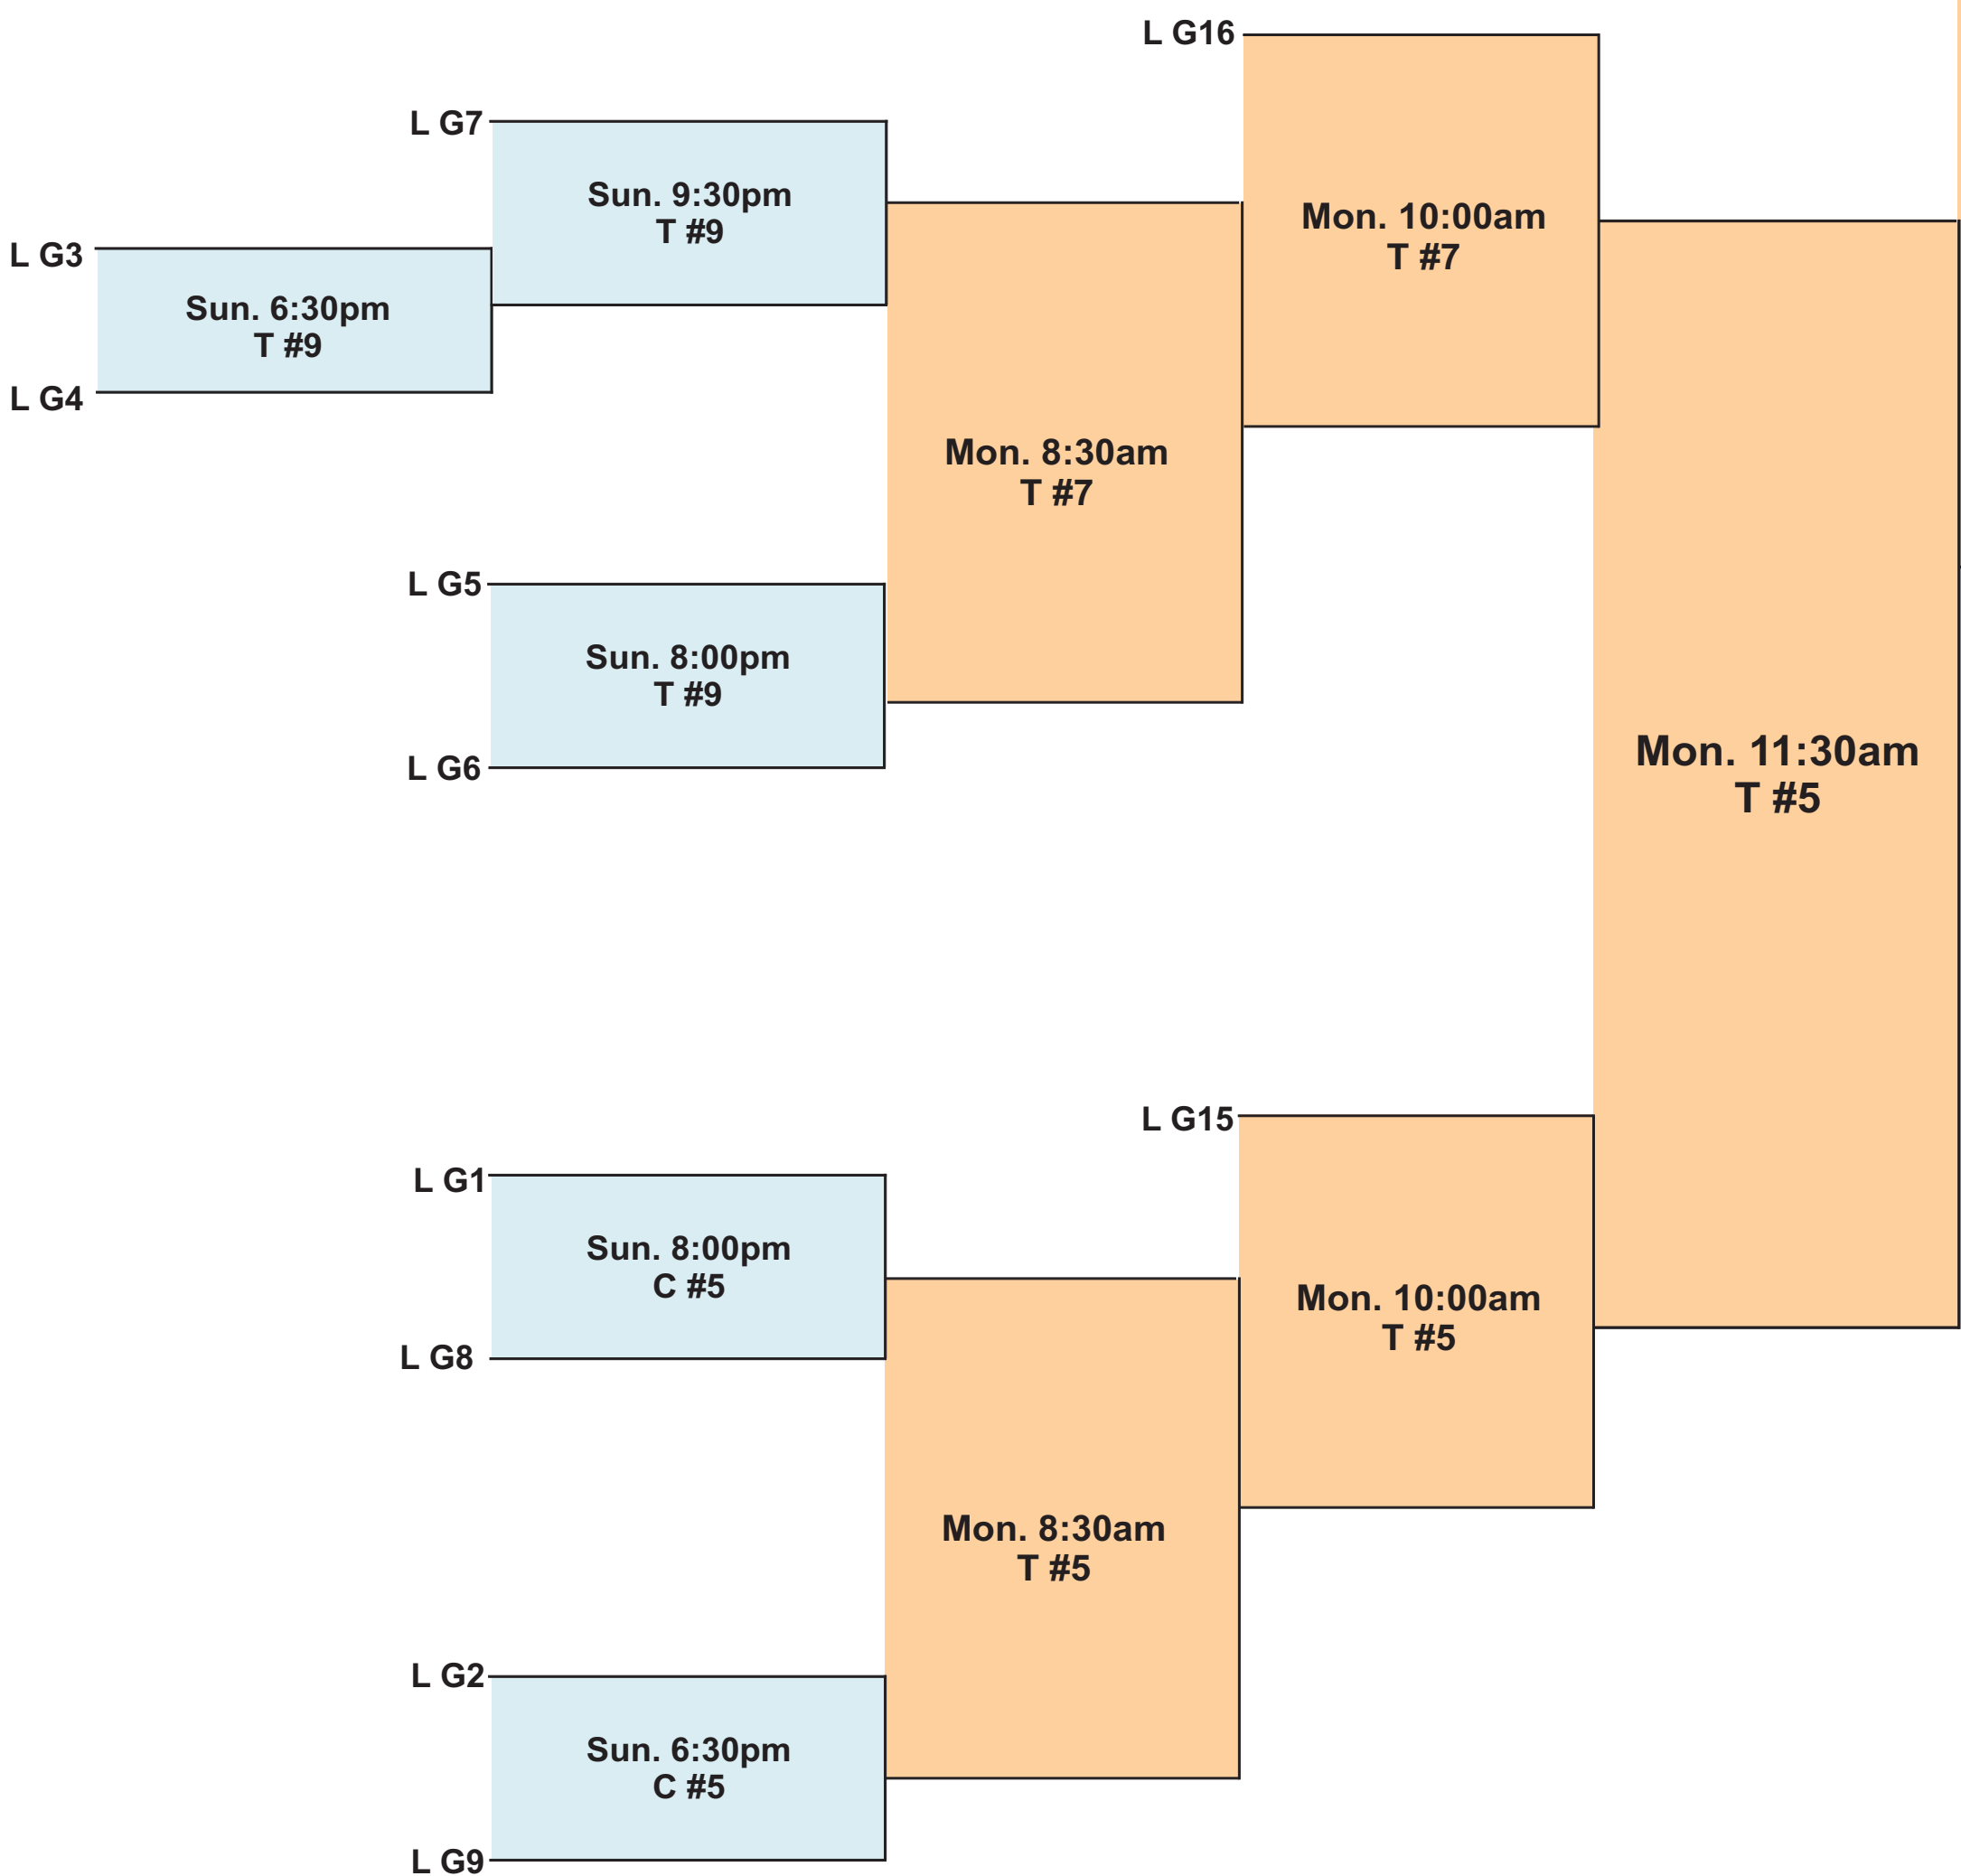 L G16
L G7
Sun. 9:30pm
T #9
Mon. 10:00am
T #7
L G3
Sun. 6:30pm
T #9
L G4
Mon. 8:30am
T #7
L G5
Sun. 8:00pm
T #9
L G6
Mon. 11:30am
T #5
L G15
L G1
Sun. 8:00pm
C #5
L G8
Mon. 10:00am
T #5
Mon. 8:30am
T #5
L G2
Sun. 6:30pm
C #5
L G9